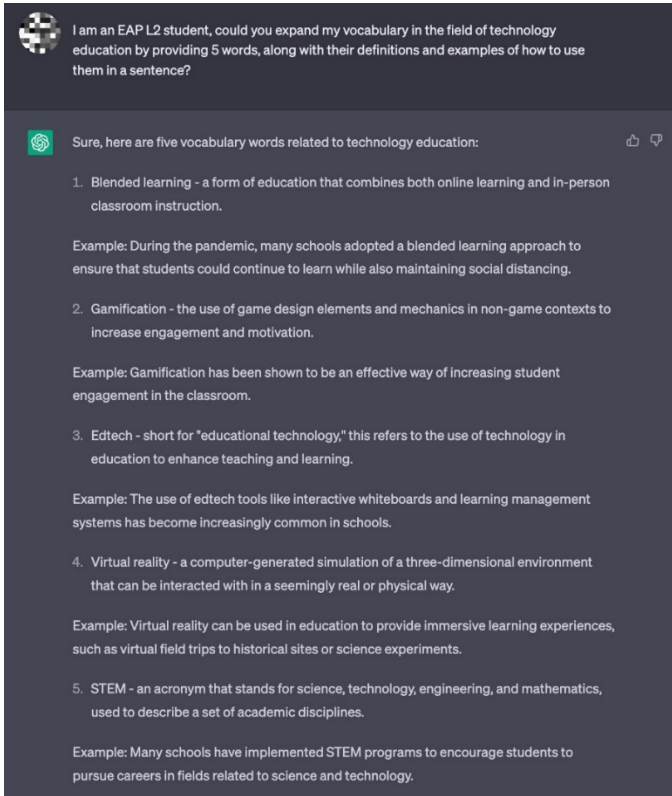 I am an EAP L2 student, could you expand my vocabulary in the field of technology
education by providing 5 words, along with their definitions and examples of how to use
them in a sentence?
Sure, here are five vocabulary words related to technology education:
1. Blended learning - a form of education that combines both online learning and in-person
classroom instruction.
Example: During the pandemic, many schools adopted a blended learning approach to
ensure that students could continue to learn while also maintaining social distancing.
2. Gamification - the use of game design elements and mechanics in non-game contexts to
increase engagement and motivation.
Example: Gamification has been shown to be an effective way of increasing student
engagement in the classroom.
3. Edtech - short for "educational technology," this refers to the use of technology in
education to enhance teaching and learning.
Example: The use of edtech tools like interactive whiteboards and learning management
systems has become increasingly common in schools.
4. Virtual reality - a computer-generated simulation of a three-dimensional environment
that can be interacted with in a seemingly real or physical way.
Example: Virtual reality can be used in education to provide immersive learning experiences,
such as virtual field trips to historical sites or science experiments.
5. STEM - an acronym that stands for science, technology, engineering, and mathematics,
used to describe a set of academic disciplines.
Example: Many schools have implemented STEM programs to encourage students to
pursue careers in fields related to science and technology.